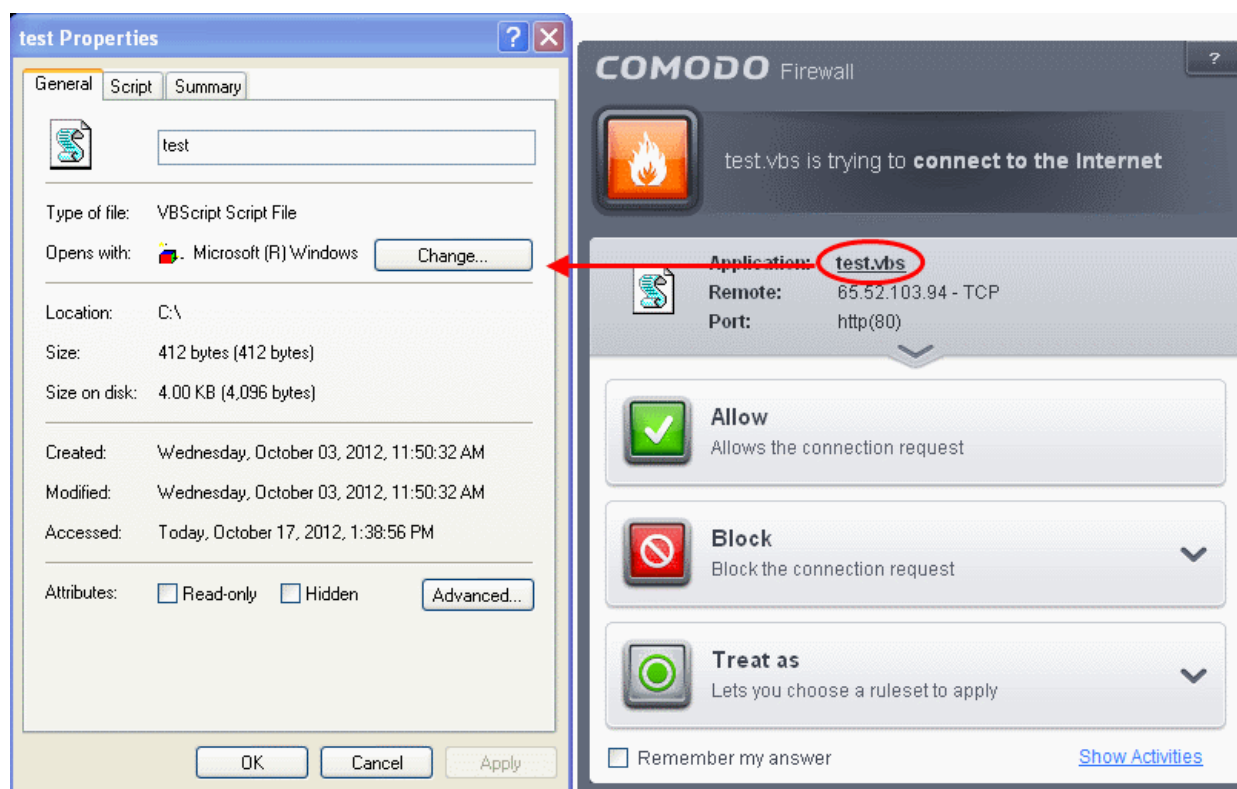 test Properties
General Script Summary
test
Type of file: VBScript Script File
Opens with: Microsoft (R) Windows Change...
Location: C:\
Size: 412 bytes (412 bytes)
Size on disk: 4.00 KB (4,096 bytes)
Created: Wednesday, October 03, 2012, 11:50:32 AM
Modified: Wednesday, October 03, 2012, 11:50:32 AM
Accessed: Today, October 17, 2012, 1:38:56 PM
Attributes: Read-only Hidden Advanced...
OK Cancel Apply
COMODO Firewall ?
test.vbs is trying to connect to the Internet
Application: test.vbs
Remote: 65.52.103.94 - TCP
Port: http(80)
Allow
Allows the connection request
Block
Block the connection request
Treat as
Lets you choose a ruleset to apply
Remember my answer Show Activities